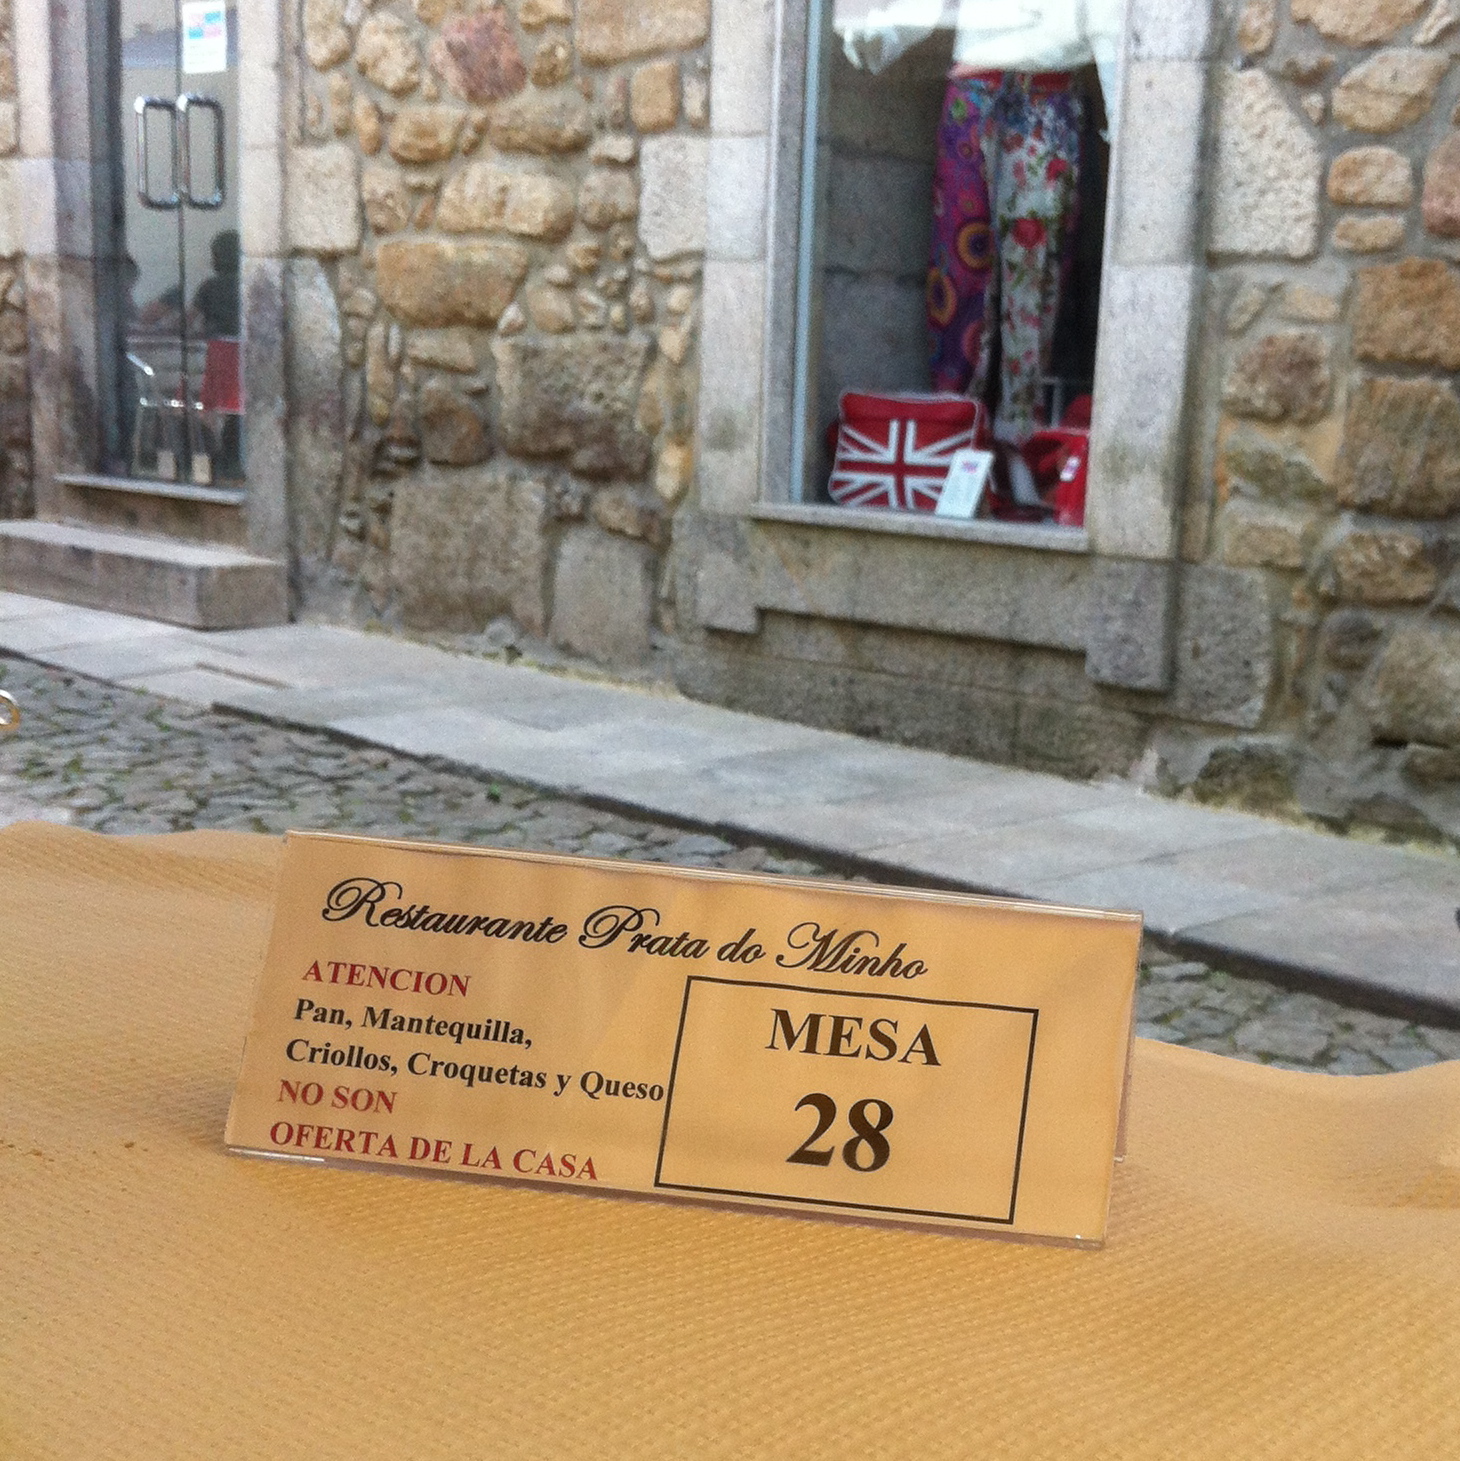 Restaurante Prata do Minho
ATENCION
Pan, Mantequilla,
Criollos, Croquetas y Queso
NO SON
OFERTA DE LA CASA
MESA
28